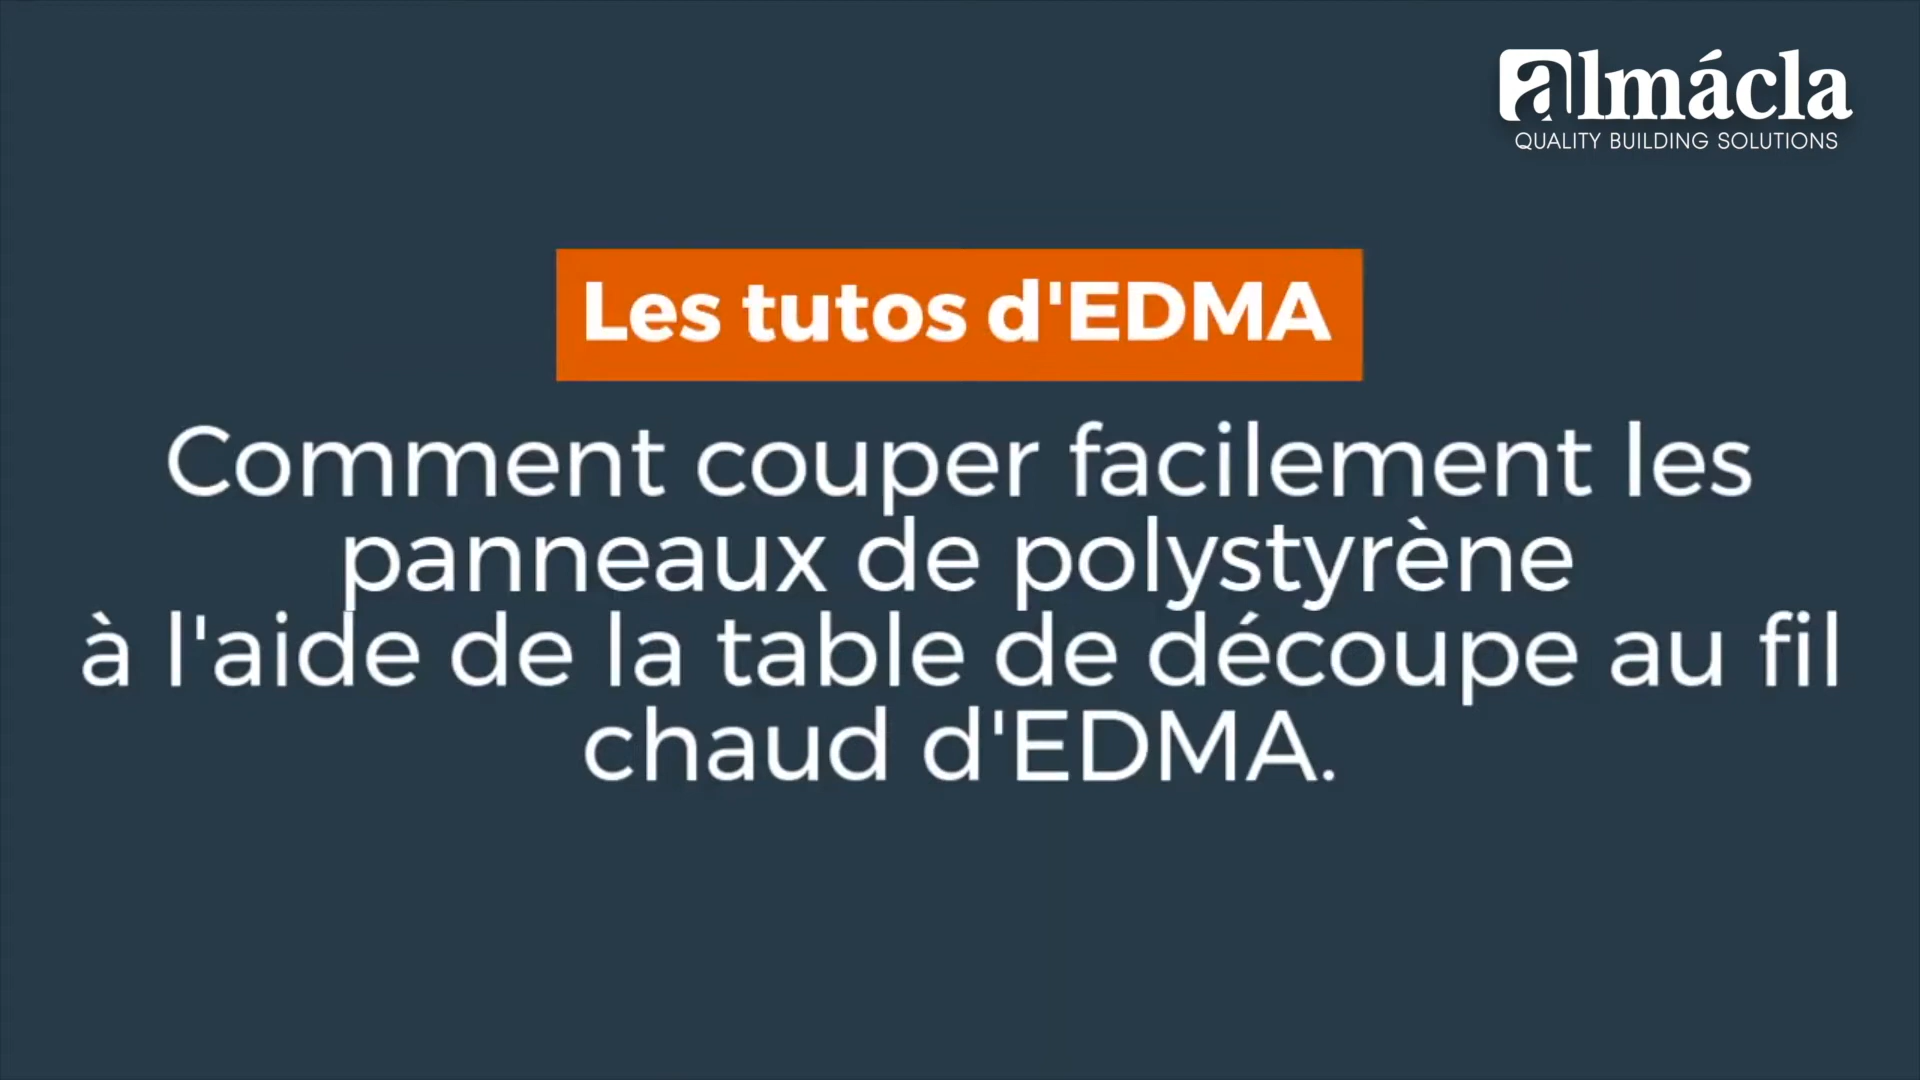 almácla
QUALITY BUILDING SOLUTIONS
Les tutos d'EDMA
Comment couper facilement les
panneaux de polystyrène
à l'aide de la table de découpe au fil
chaud d'EDMA.